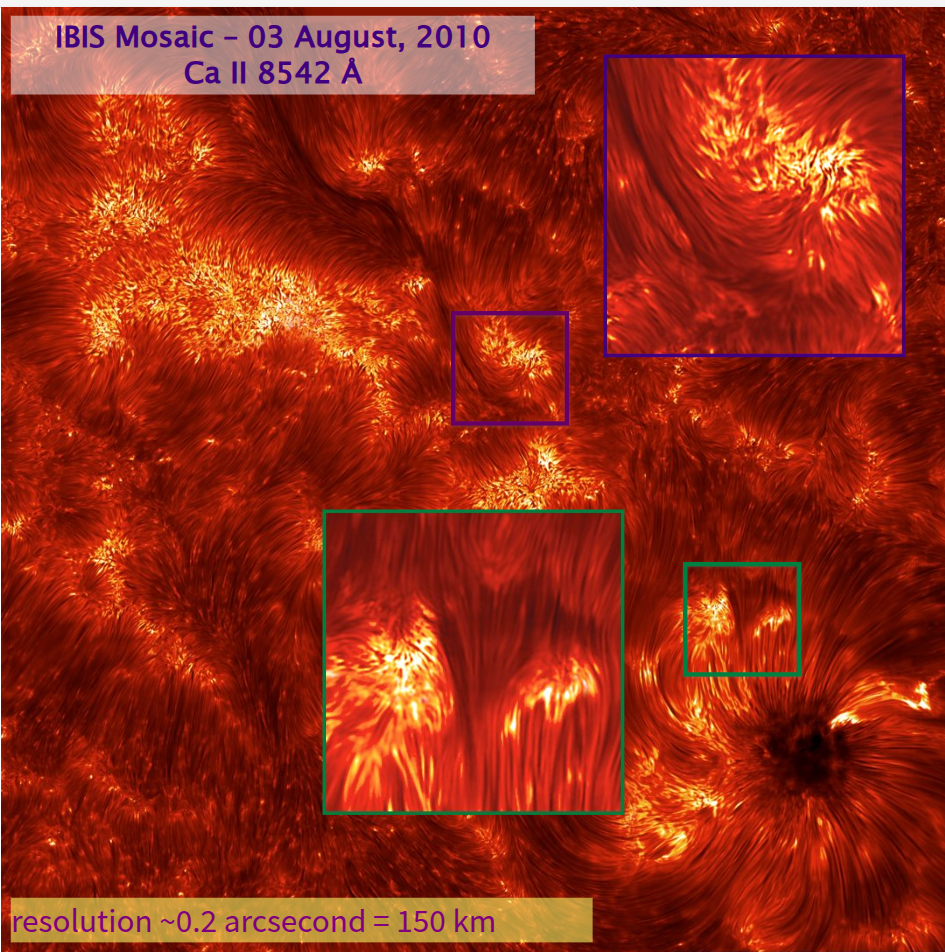 IBIS Mosaic – 03 August, 2010
Ca II 8542 Å
resolution ~0.2 arcsecond = 150 km